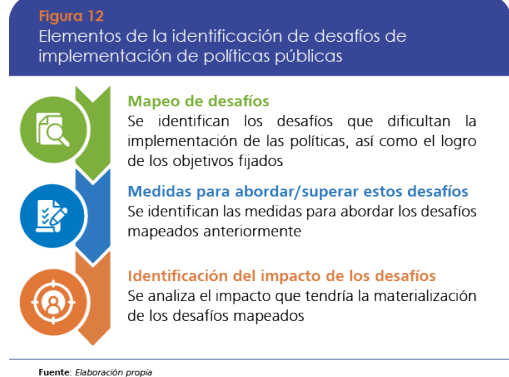 Figura 12
Elementos de la identificación de desafíos de
implementación de políticas públicas
Mapeo de desafíos
Se identifican los desafíos que dificultan la
implementación de las políticas, así como el logro
de los objetivos fijados
Medidas para abordar/superar estos desafíos
Se identifican las medidas para abordar los desafíos
mapeados anteriormente
Identificación del impacto de los desafíos
Se analiza el impacto que tendría la materialización
de los desafíos mapeados
Fuente: Elaboración propia